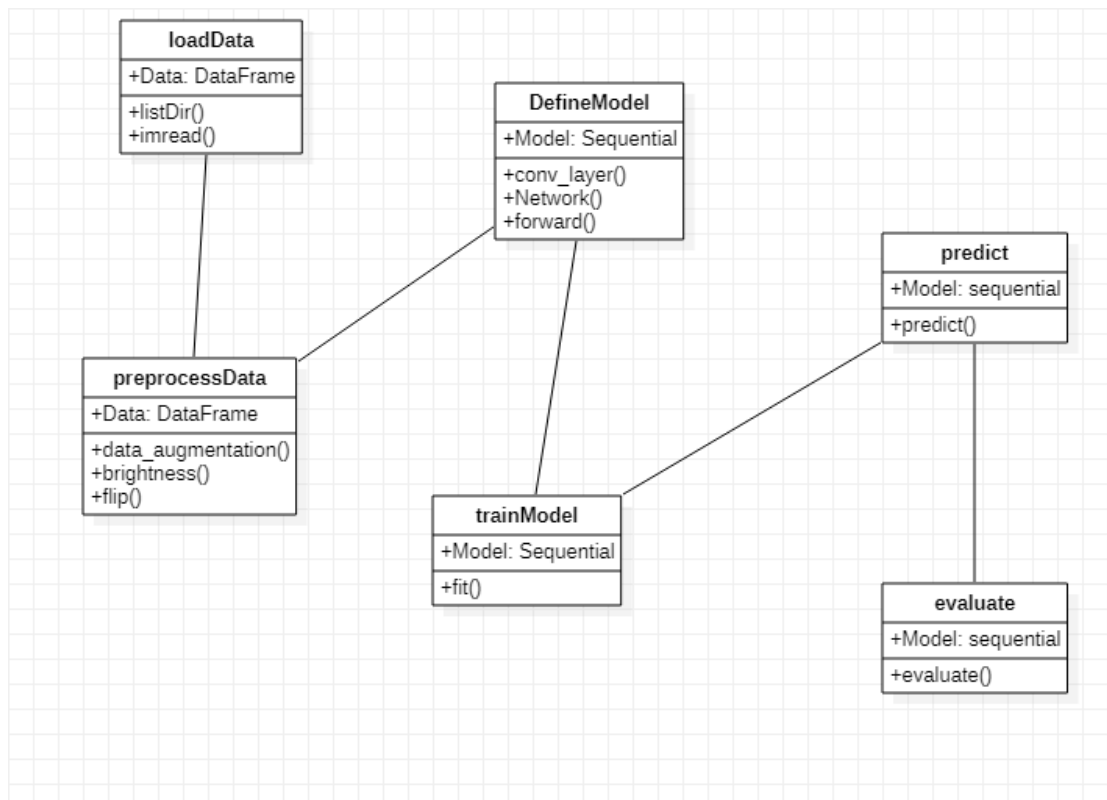 loadData
+Data: DataFrame
+listDir()
+imread()
DefineModel
+Model: Sequential
+conv_layer()
+Network()
+forward()
predict
+Model: sequential
+predict()
preprocessData
+Data: DataFrame
+data_augmentation()
+brightness()
+flip()
trainModel
+Model: Sequential
+fit()
evaluate
+Model: sequential
+evaluate()